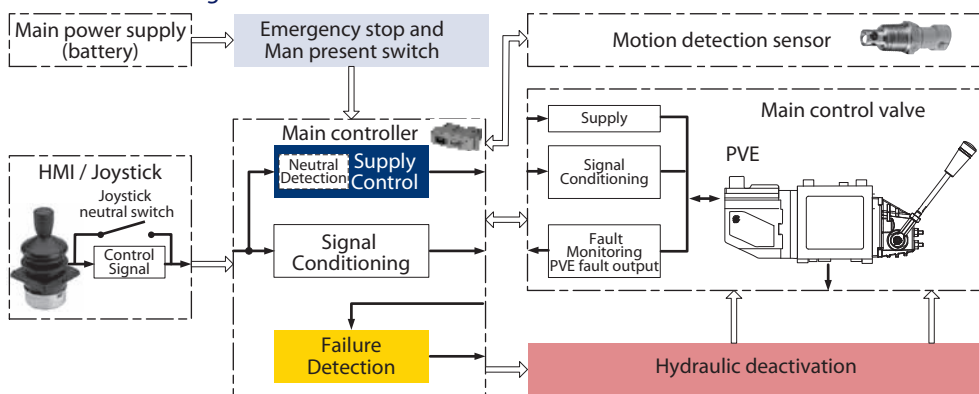 Main power supply
(battery)
Emergency stop and
Man present switch
Motion detection sensor
Main controller
Neutral
Detection
Supply
Control
Signal
Conditioning
Failure
Detection
HMI / Joystick
Joystick
neutral switch
Control
Signal
Main control valve
Supply
Signal
Conditioning
Fault
Monitoring
PVE fault output
PVE
Hydraulic deactivation